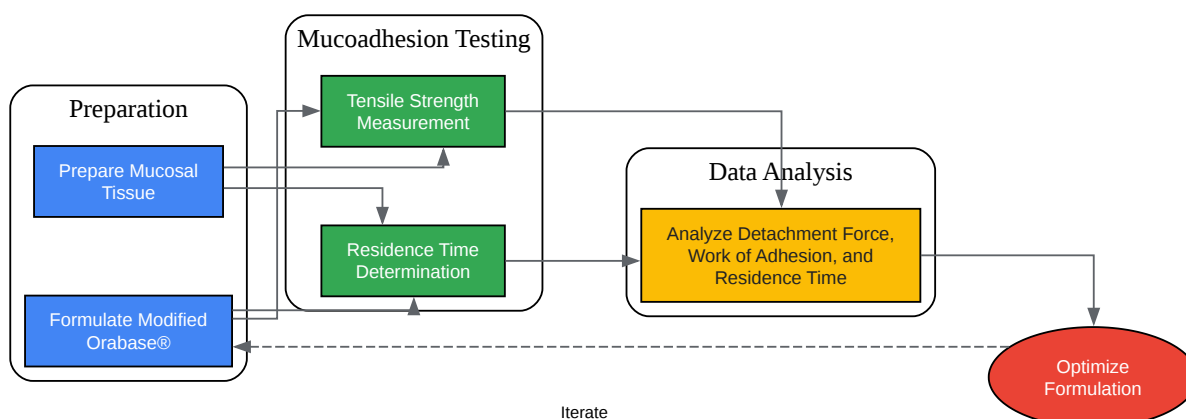 Preparation
Prepare Mucosal
Tissue
Formulate Modified
Orabase®
Mucoadhesion Testing
Tensile Strength
Measurement
Residence Time
Determination
Data Analysis
Analyze Detachment Force,
Work of Adhesion, and
Residence Time
Optimize
Formulation
Iterate